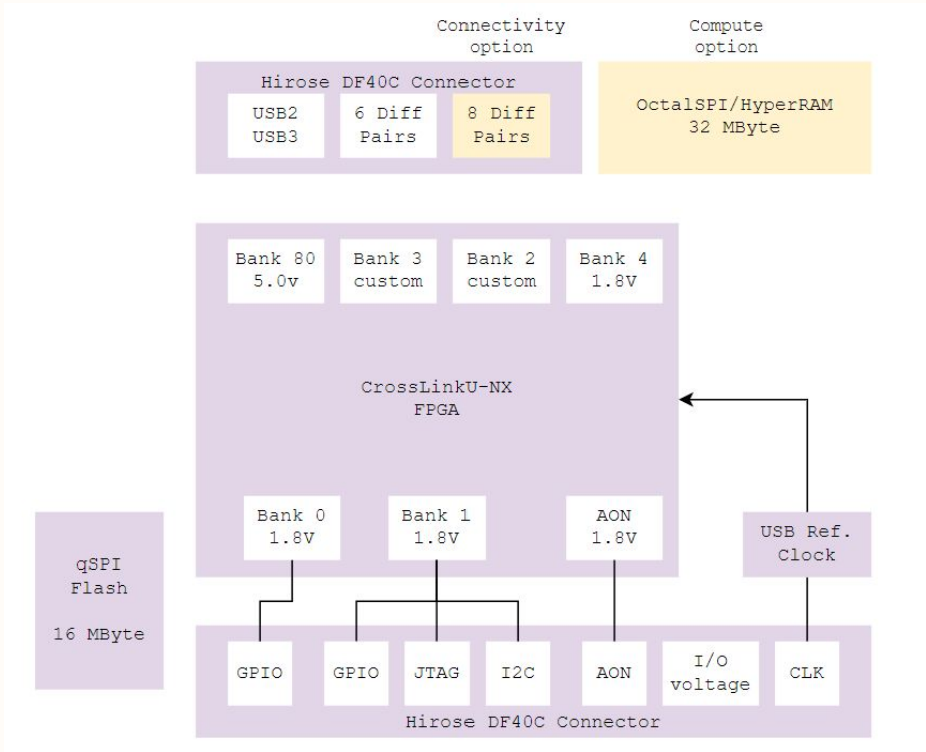 Connectivity
option
Compute
option
Hirose DF40C Connector
USB2
USB3
6 Diff
Pairs
8 Diff
Pairs
OctalSPI/HyperRAM
32 MByte
Bank 80
5.0v
Bank 3
custom
Bank 2
custom
Bank 4
1.8V
CrossLinkU-NX
FPGA
Bank 0
1.8V
Bank 1
1.8V
AON
1.8V
USB Ref.
Clock
qSPI
Flash
16 MByte
GPIO
GPIO
JTAG
I2C
AON
I/O
voltage
CLK
Hirose DF40C Connector